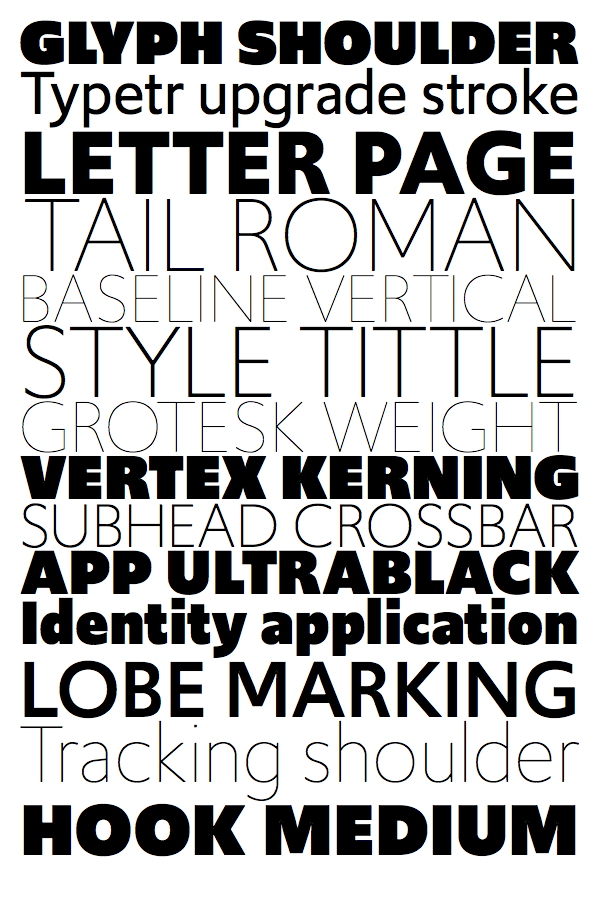 GLYPH SHOULDER
Typetr upgrade stroke
LETTER PAGE
TAIL ROMAN
BASELINE VERTICAL
STYLE TITTLE
GROTESK WEIGHT
VERTEX KERNING
SUBHEAD CROSSBAR
APP ULTRABLACK
Identity application
LOBE MARKING
Tracking shoulder
HOOK MEDIUM